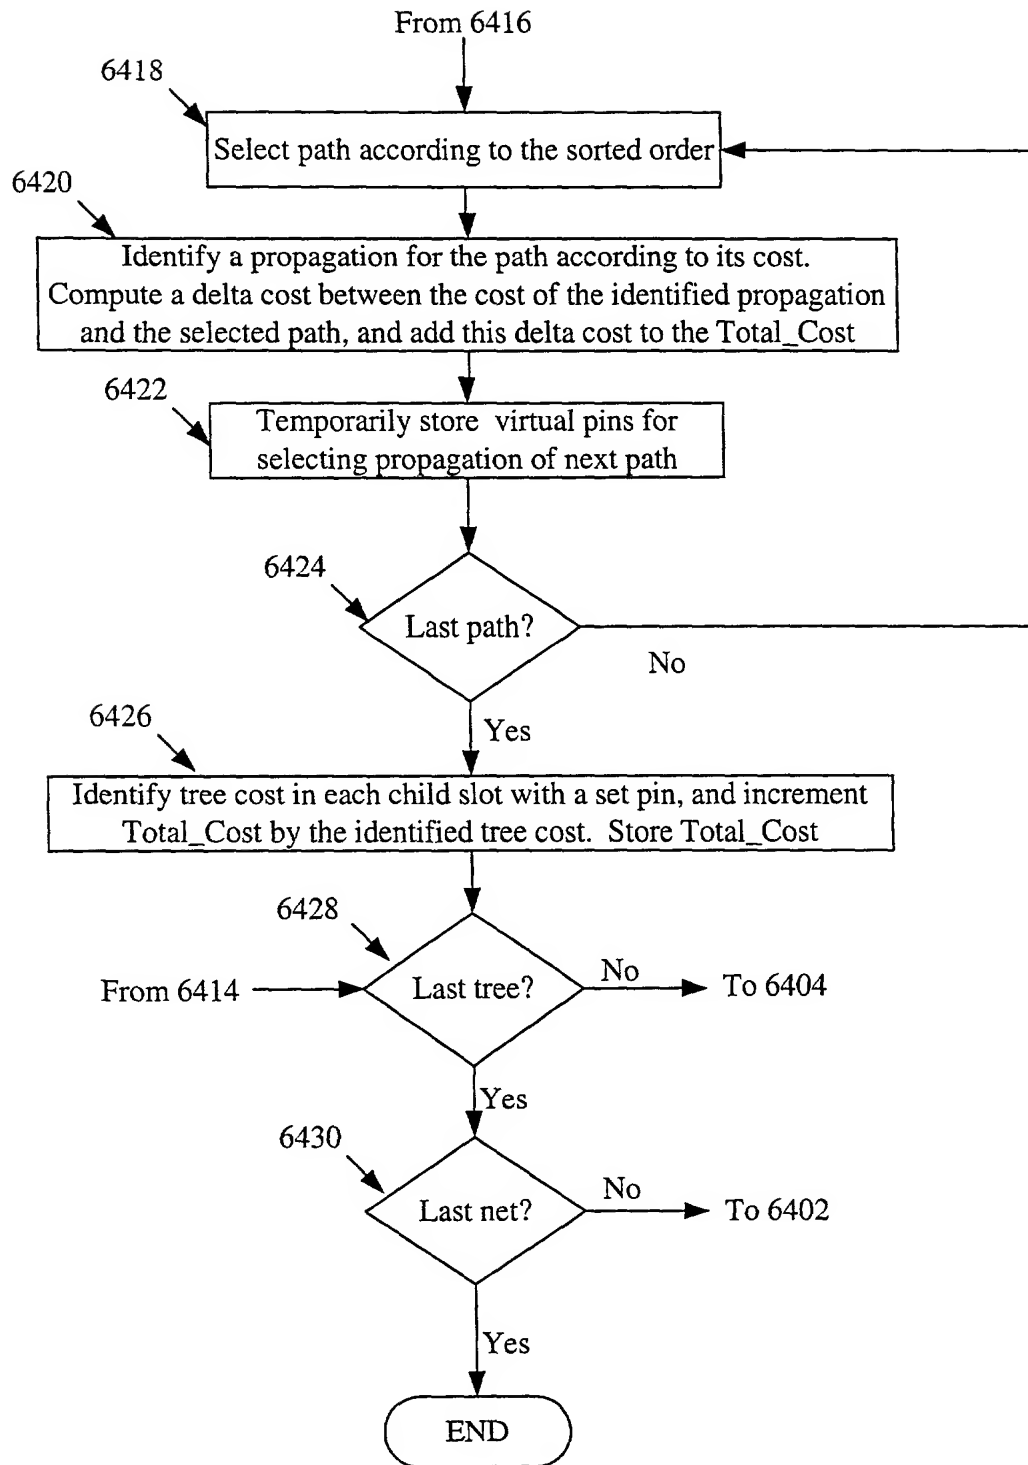 From 6416
6418
Select path according to the sorted order
6420
Identify a propagation for the path according to its cost.
Compute a delta cost between the cost of the identified propagation
and the selected path, and add this delta cost to the Total_Cost
6422
Temporarily store virtual pins for
selecting propagation of next path
6424
Last path?
No
Yes
6426
Identify tree cost in each child slot with a set pin, and increment
Total_Cost by the identified tree cost. Store Total_Cost
6428
From 6414
Last tree?
No
To 6404
Yes
6430
Last net?
No
To 6402
Yes
END